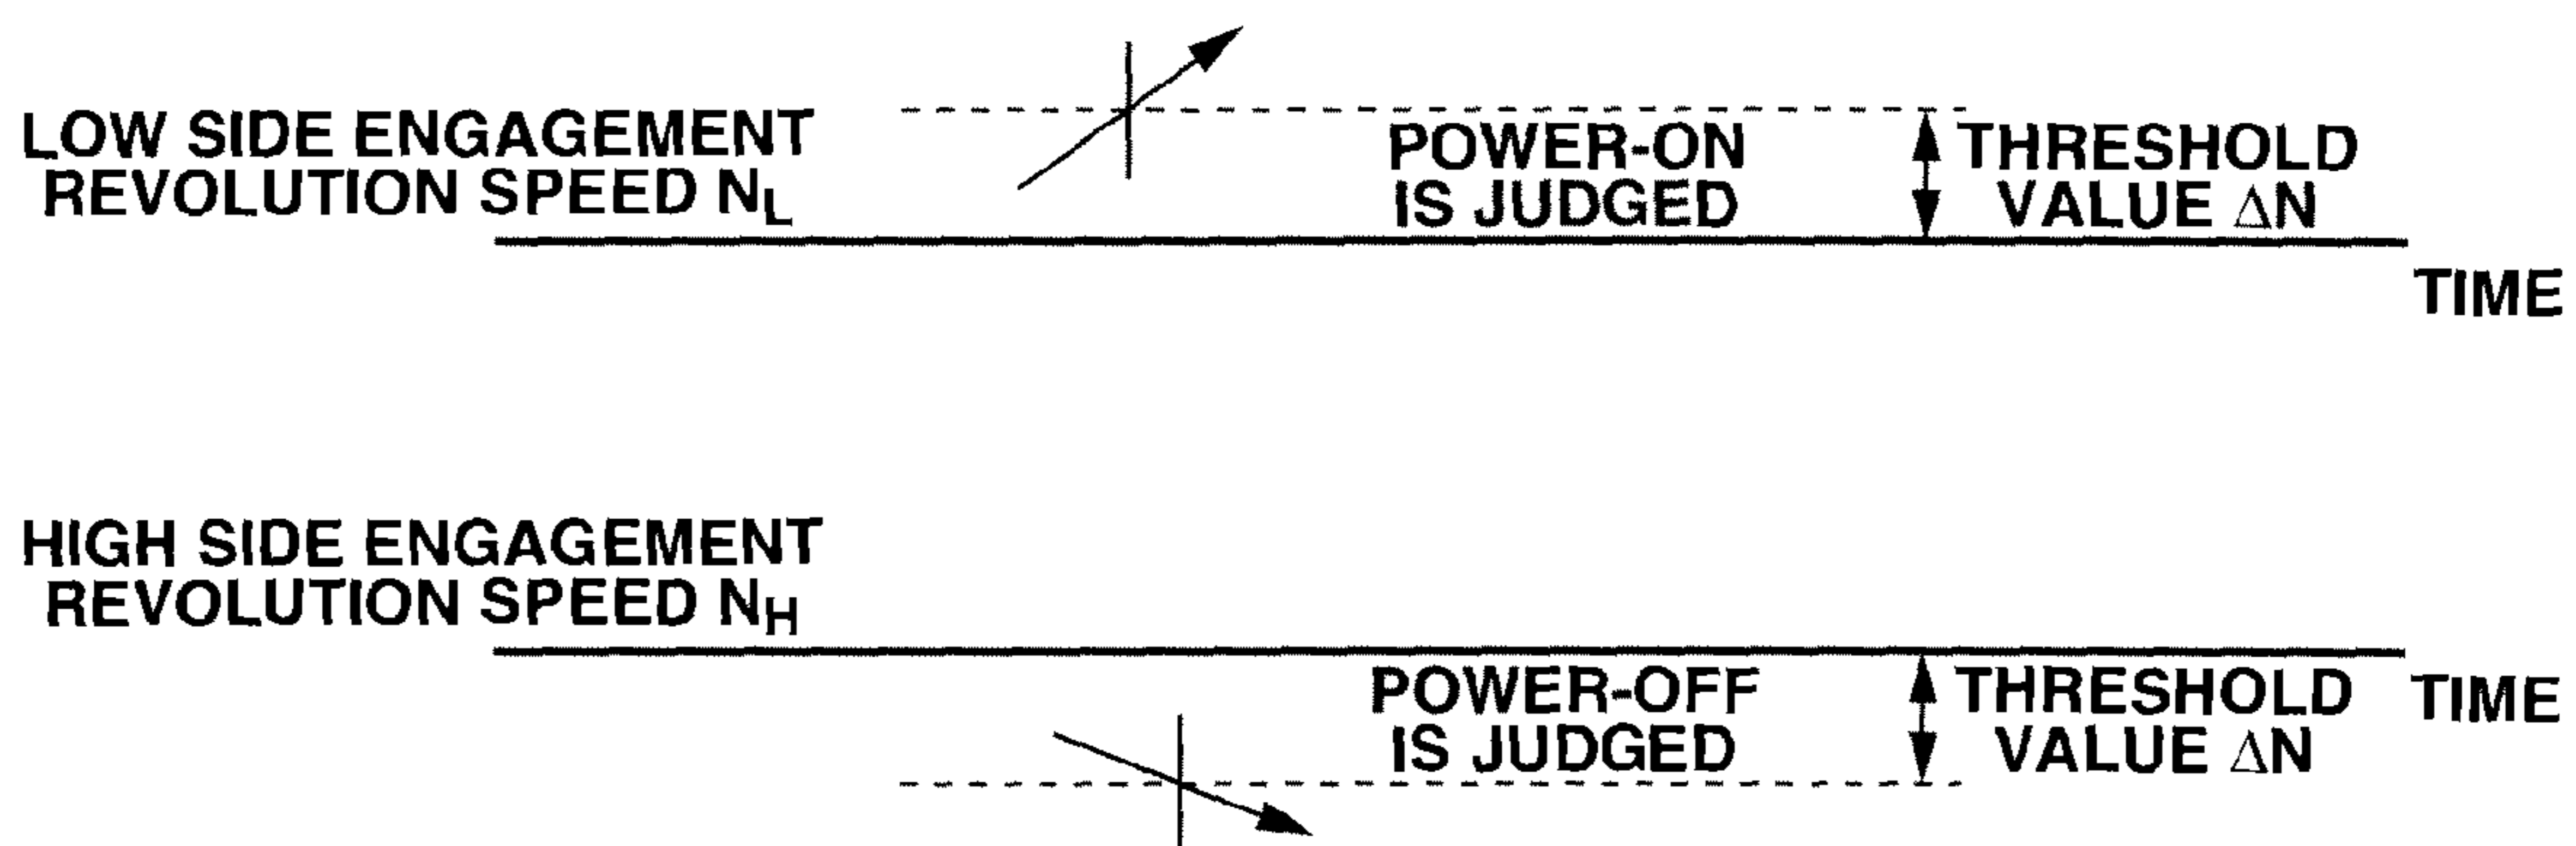 LOW SIDE ENGAGEMENT
REVOLUTION SPEED NL
POWER-ON
IS JUDGED
THRESHOLD
VALUE ΔN
TIME
HIGH SIDE ENGAGEMENT
REVOLUTION SPEED NH
POWER-OFF
IS JUDGED
THRESHOLD
VALUE ΔN
TIME